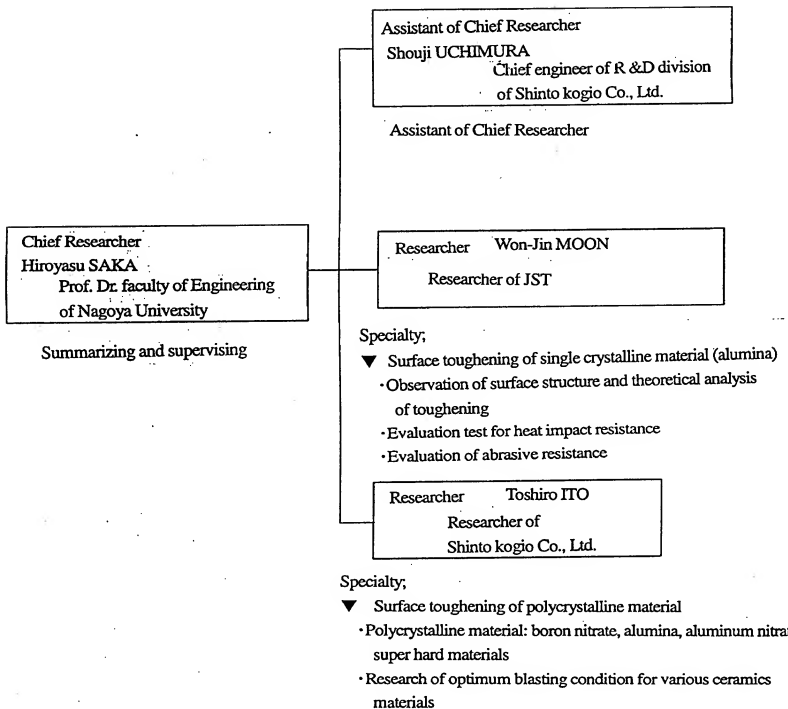 Assistant of Chief Researcher
Shouji UCHIMURA
Chief engineer of R &D division
of Shinto kogio Co., Ltd.
Assistant of Chief Researcher
Chief Researcher
Hiroyasu SAKA
Prof. Dr. faculty of Engineering
of Nagoya University
Summarizing and supervising
Researcher Won-Jin MOON
Researcher of JST
Specialty;
▼ Surface toughening of single crystalline material (alumina)
・Observation of surface structure and theoretical analysis
of toughening
・Evaluation test for heat impact resistance
・Evaluation of abrasive resistance
Researcher Toshiro ITO
Researcher of
Shinto kogio Co., Ltd.
Specialty;
▼ Surface toughening of polycrystalline material
・Polycrystalline material: boron nitrate, alumina, aluminum
super hard materials
・Research of optimum blasting condition for various ceramics
materials